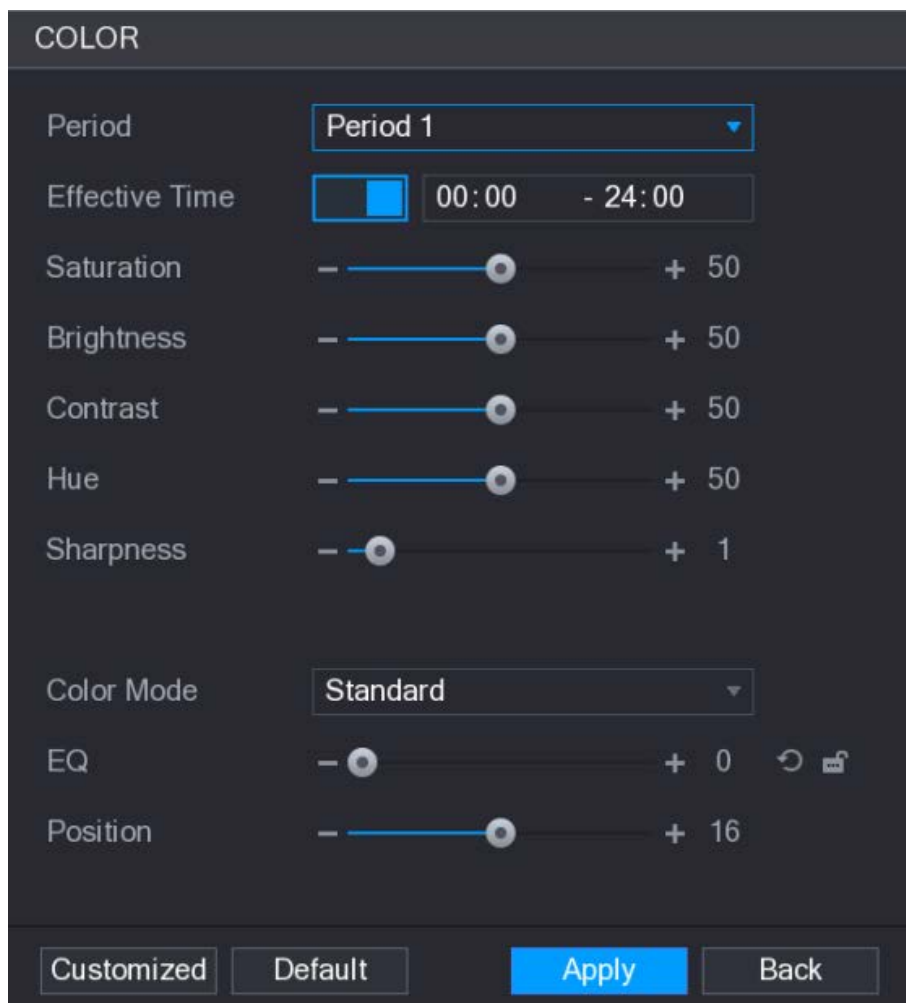 COLOR
Period Period 1
Effective Time 00:00 - 24:00
Saturation 50
Brightness 50
Contrast 50
Hue 50
Sharpness 1
Color Mode Standard
EQ 0
Position 16
Customized Default Apply Back